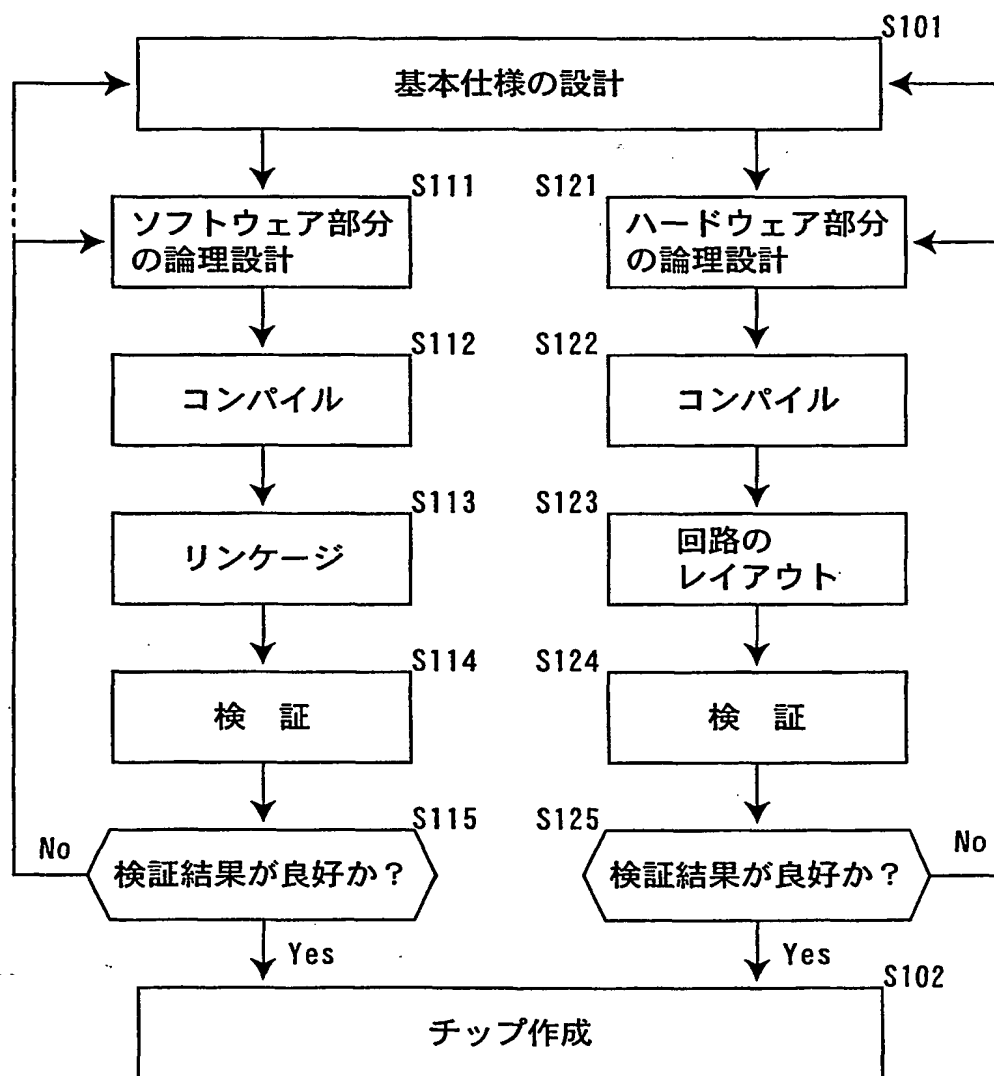 S101
基本仕様の設計
S111
ソフトウェア部分
の論理設計
S121
ハードウェア部分
の論理設計
S112
コンパイル
S122
コンパイル
S113
リンケージ
S123
回路の
レイアウト
S114
検 証
S124
検 証
S115
検証結果が良好か?
No
Yes
S125
検証結果が良好か?
No
Yes
S102
チップ作成